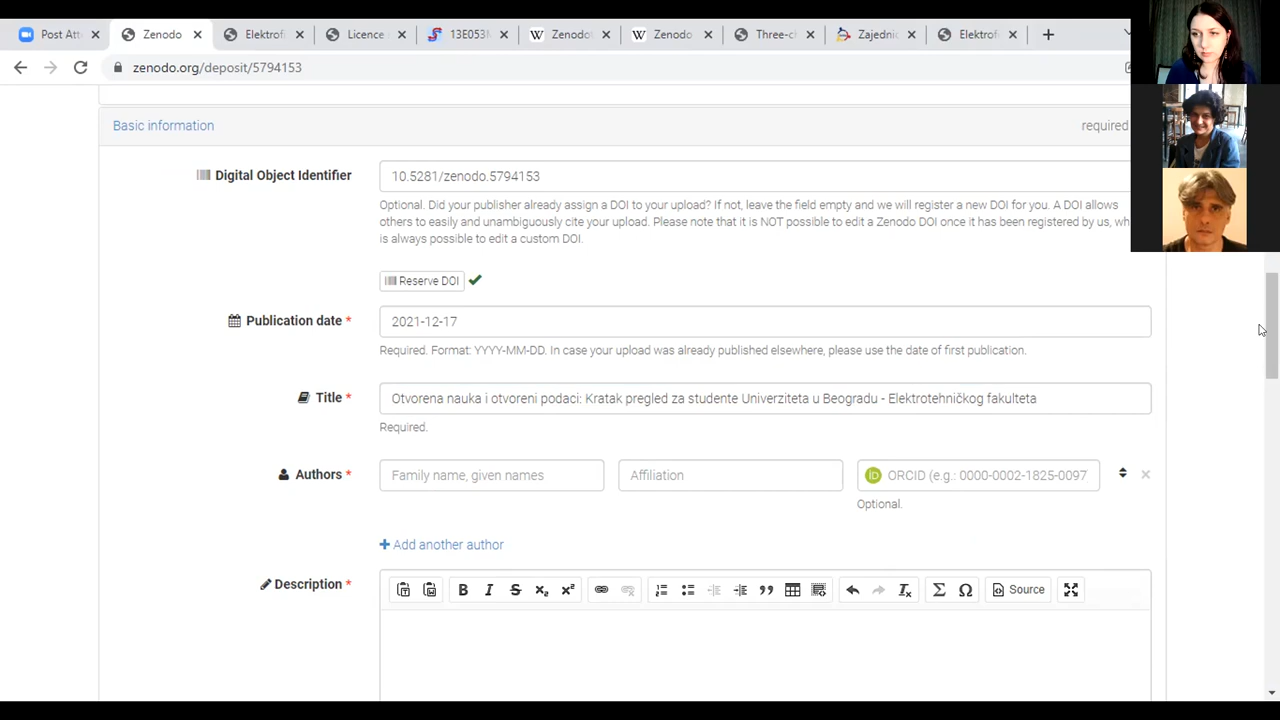 Post Atte
Zenodo
Elektrofi
Licence
13E053M
Zenodo
Zenodo
Three-cl
Zajednic
Elektrof
zenodo.org/deposit/5794153
Basic information
required
Digital Object Identifier
10.5281/zenodo.5794153
Optional. Did your publisher already assign a DOI to your upload? If not, leave the field empty and we will register a new DOI for you. A DOI allows
others to easily and unambiguously cite your upload. Please note that it is NOT possible to edit a Zenodo DOI once it has been registered by us, wh
is always possible to edit a custom DOI.
Reserve DOI
Publication date *
2021-12-17
Required. Format: YYYY-MM-DD. In case your upload was already published elsewhere, please use the date of first publication.
Title *
Otvorena nauka i otvoreni podaci: Kratak pregled za studente Univerziteta u Beogradu - Elektrotehničkog fakulteta
Required.
Authors *
Family name, given names
Affiliation
iD ORCID (e.g.: 0000-0002-1825-0097
Optional.
Add another author
Description *
Source